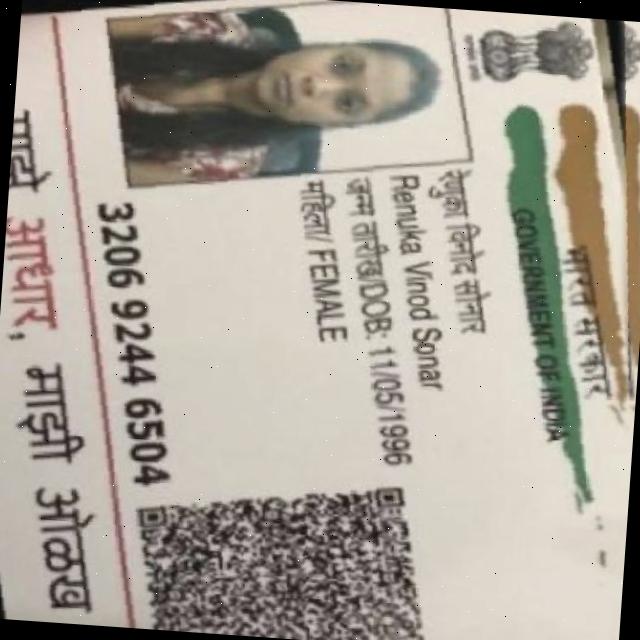 भारत सरकार
GOVERNMENT OF INDIA
रेणुका विनोद सोनार
Renuka Vinod Sonar
जन्म तारीख/DOB: 11/05/1996
महिला/ FEMALE
3206 9244 6504
माझे आधार, माझी ओळख